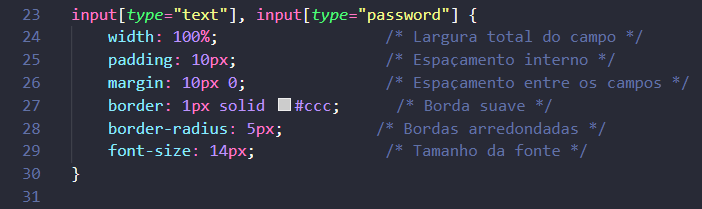 23 input[type="text"], input[type="password"] {
24     width: 100%;                 /* Largura total do campo */
25     padding: 10px;               /* Espaçamento interno */
26     margin: 10px 0;              /* Espaçamento entre os campos */
27     border: 1px solid #ccc;      /* Borda suave */
28     border-radius: 5px;         /* Bordas arredondadas */
29     font-size: 14px;             /* Tamanho da fonte */
30 }
31